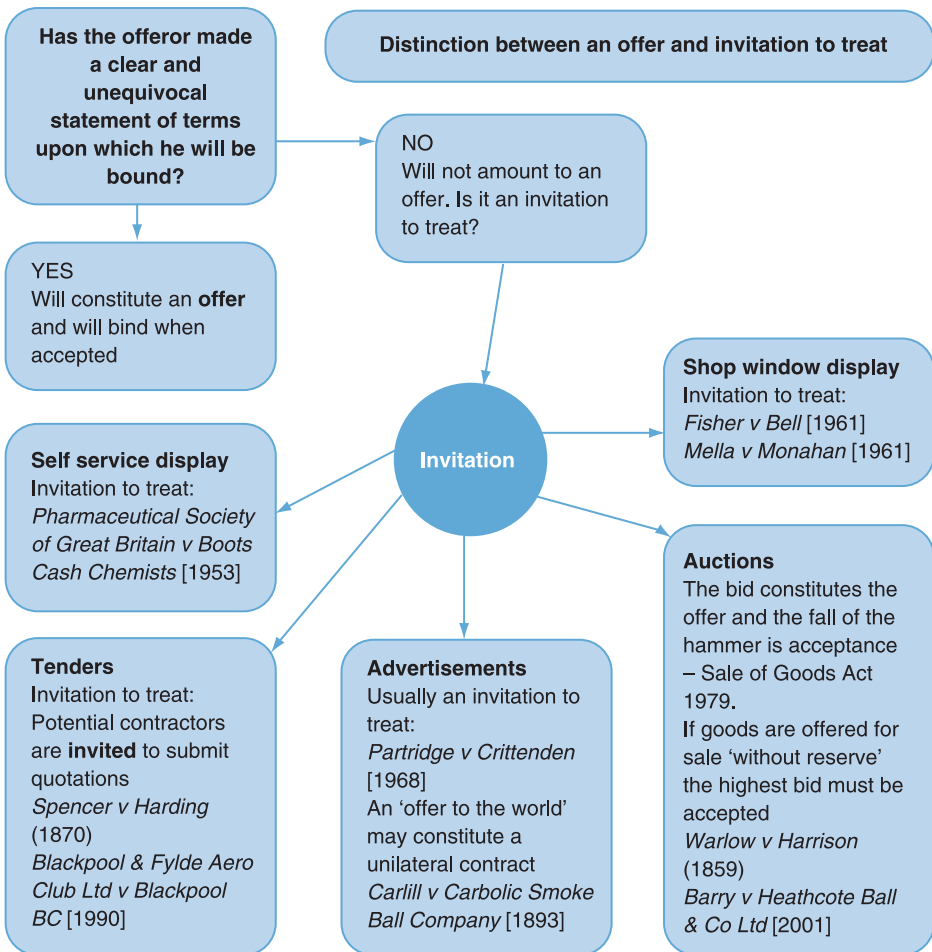 Has the offeror made
a clear and
unequivocal
statement of terms
upon which he will be
bound?
Distinction between an offer and invitation to treat
NO
Will not amount to an
offer. Is it an invitation
to treat?
YES
Will constitute an offer
and will bind when
accepted
Invitation
Shop window display
Invitation to treat:
Fisher v Bell [1961]
Mella v Monahan [1961]
Self service display
Invitation to treat:
Pharmaceutical Society
of Great Britain v Boots
Cash Chemists [1953]
Tenders
Invitation to treat:
Potential contractors
are invited to submit
quotations
Spencer v Harding
(1870)
Blackpool & Fylde Aero
Club Ltd v Blackpool
BC [1990]
Advertisements
Usually an invitation to
treat:
Partridge v Crittenden
[1968]
An ‘offer to the world’
may constitute a
unilateral contract
Carlill v Carbolic Smoke
Ball Company [1893]
Auctions
The bid constitutes the
offer and the fall of the
hammer is acceptance
– Sale of Goods Act
1979.
If goods are offered for
sale ‘without reserve’
the highest bid must be
accepted
Warlow v Harrison
(1859)
Barry v Heathcote Ball
& Co Ltd [2001]